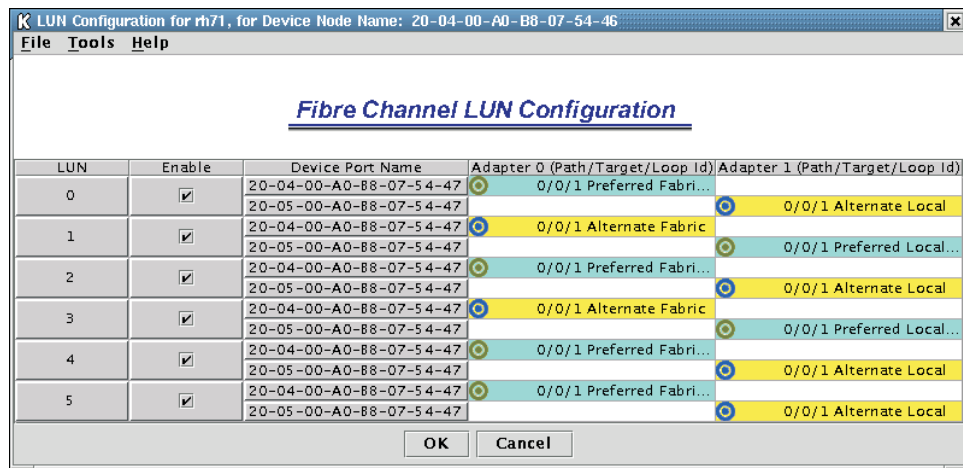 LUN Configuration for rh71, for Device Node Name: 20-04-00-A0-B8-07-54-46
File Tools Help
Fibre Channel LUN Configuration
LUN Enable Device Port Name Adapter 0 (Path/Target/Loop Id) Adapter 1 (Path/Target/Loop Id)
0 20-04-00-A0-B8-07-54-47 0/0/1 Preferred Fabri...
20-05-00-A0-B8-07-54-47 0/0/1 Alternate Local
1 20-04-00-A0-B8-07-54-47 0/0/1 Alternate Fabric
20-05-00-A0-B8-07-54-47 0/0/1 Preferred Local...
2 20-04-00-A0-B8-07-54-47 0/0/1 Preferred Fabri...
20-05-00-A0-B8-07-54-47 0/0/1 Alternate Local
3 20-04-00-A0-B8-07-54-47 0/0/1 Alternate Fabric
20-05-00-A0-B8-07-54-47 0/0/1 Preferred Local...
4 20-04-00-A0-B8-07-54-47 0/0/1 Preferred Fabri...
20-05-00-A0-B8-07-54-47 0/0/1 Alternate Local
5 20-04-00-A0-B8-07-54-47 0/0/1 Preferred Fabri...
20-05-00-A0-B8-07-54-47 0/0/1 Alternate Local
OK Cancel